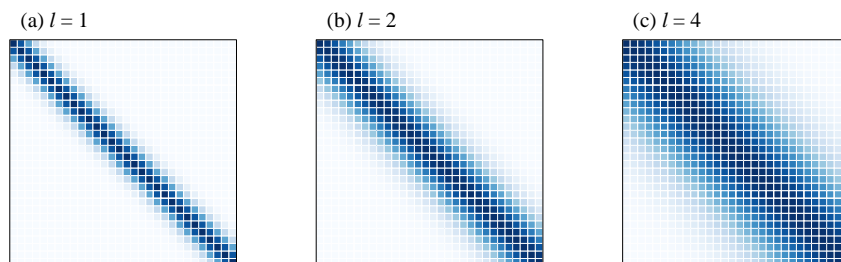 (a) l = 1
(b) l = 2
(c) l = 4